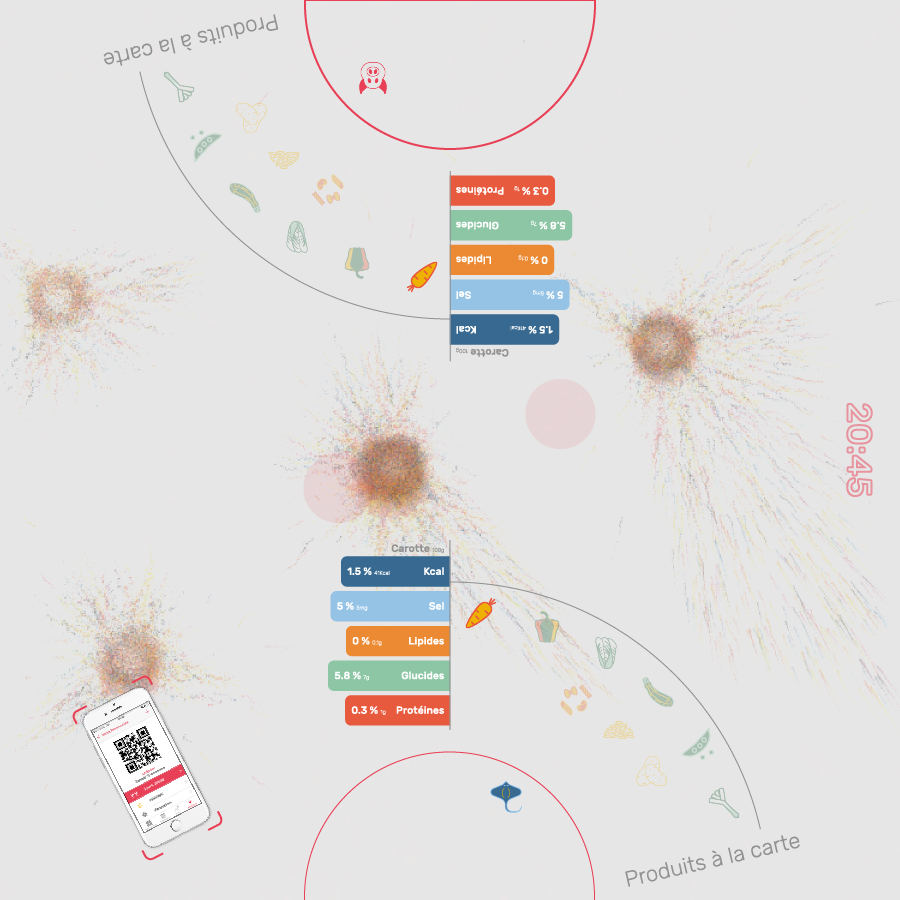 Produits à la carte
0.3 % 1g Protéines
5.8 % 7g Glucides
0 % 0.1g Lipides
5 % 5mg Sel
1.5 % 41Kcal Kcal
Carotte 100g
20:45
Carotte 100g
1.5 % 41Kcal Kcal
5 % 5mg Sel
0 % 0.1g Lipides
5.8 % 7g Glucides
0.3 % 1g Protéines
Produits à la carte